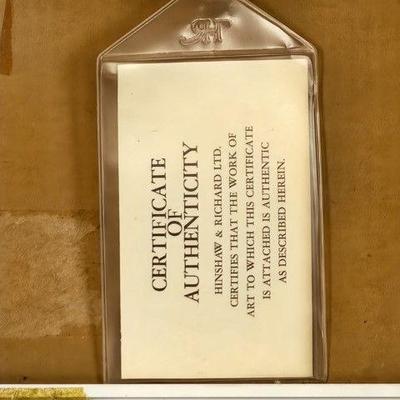 CERTIFICATE
OF
AUTHENTICITY
HINSHAW & RICHARD LTD.
CERTIFIES THAT THE WORK OF
ART TO WHICH THIS CERTIFICATE
IS ATTACHED IS AUTHENTIC
AS DESCRIBED HEREIN.